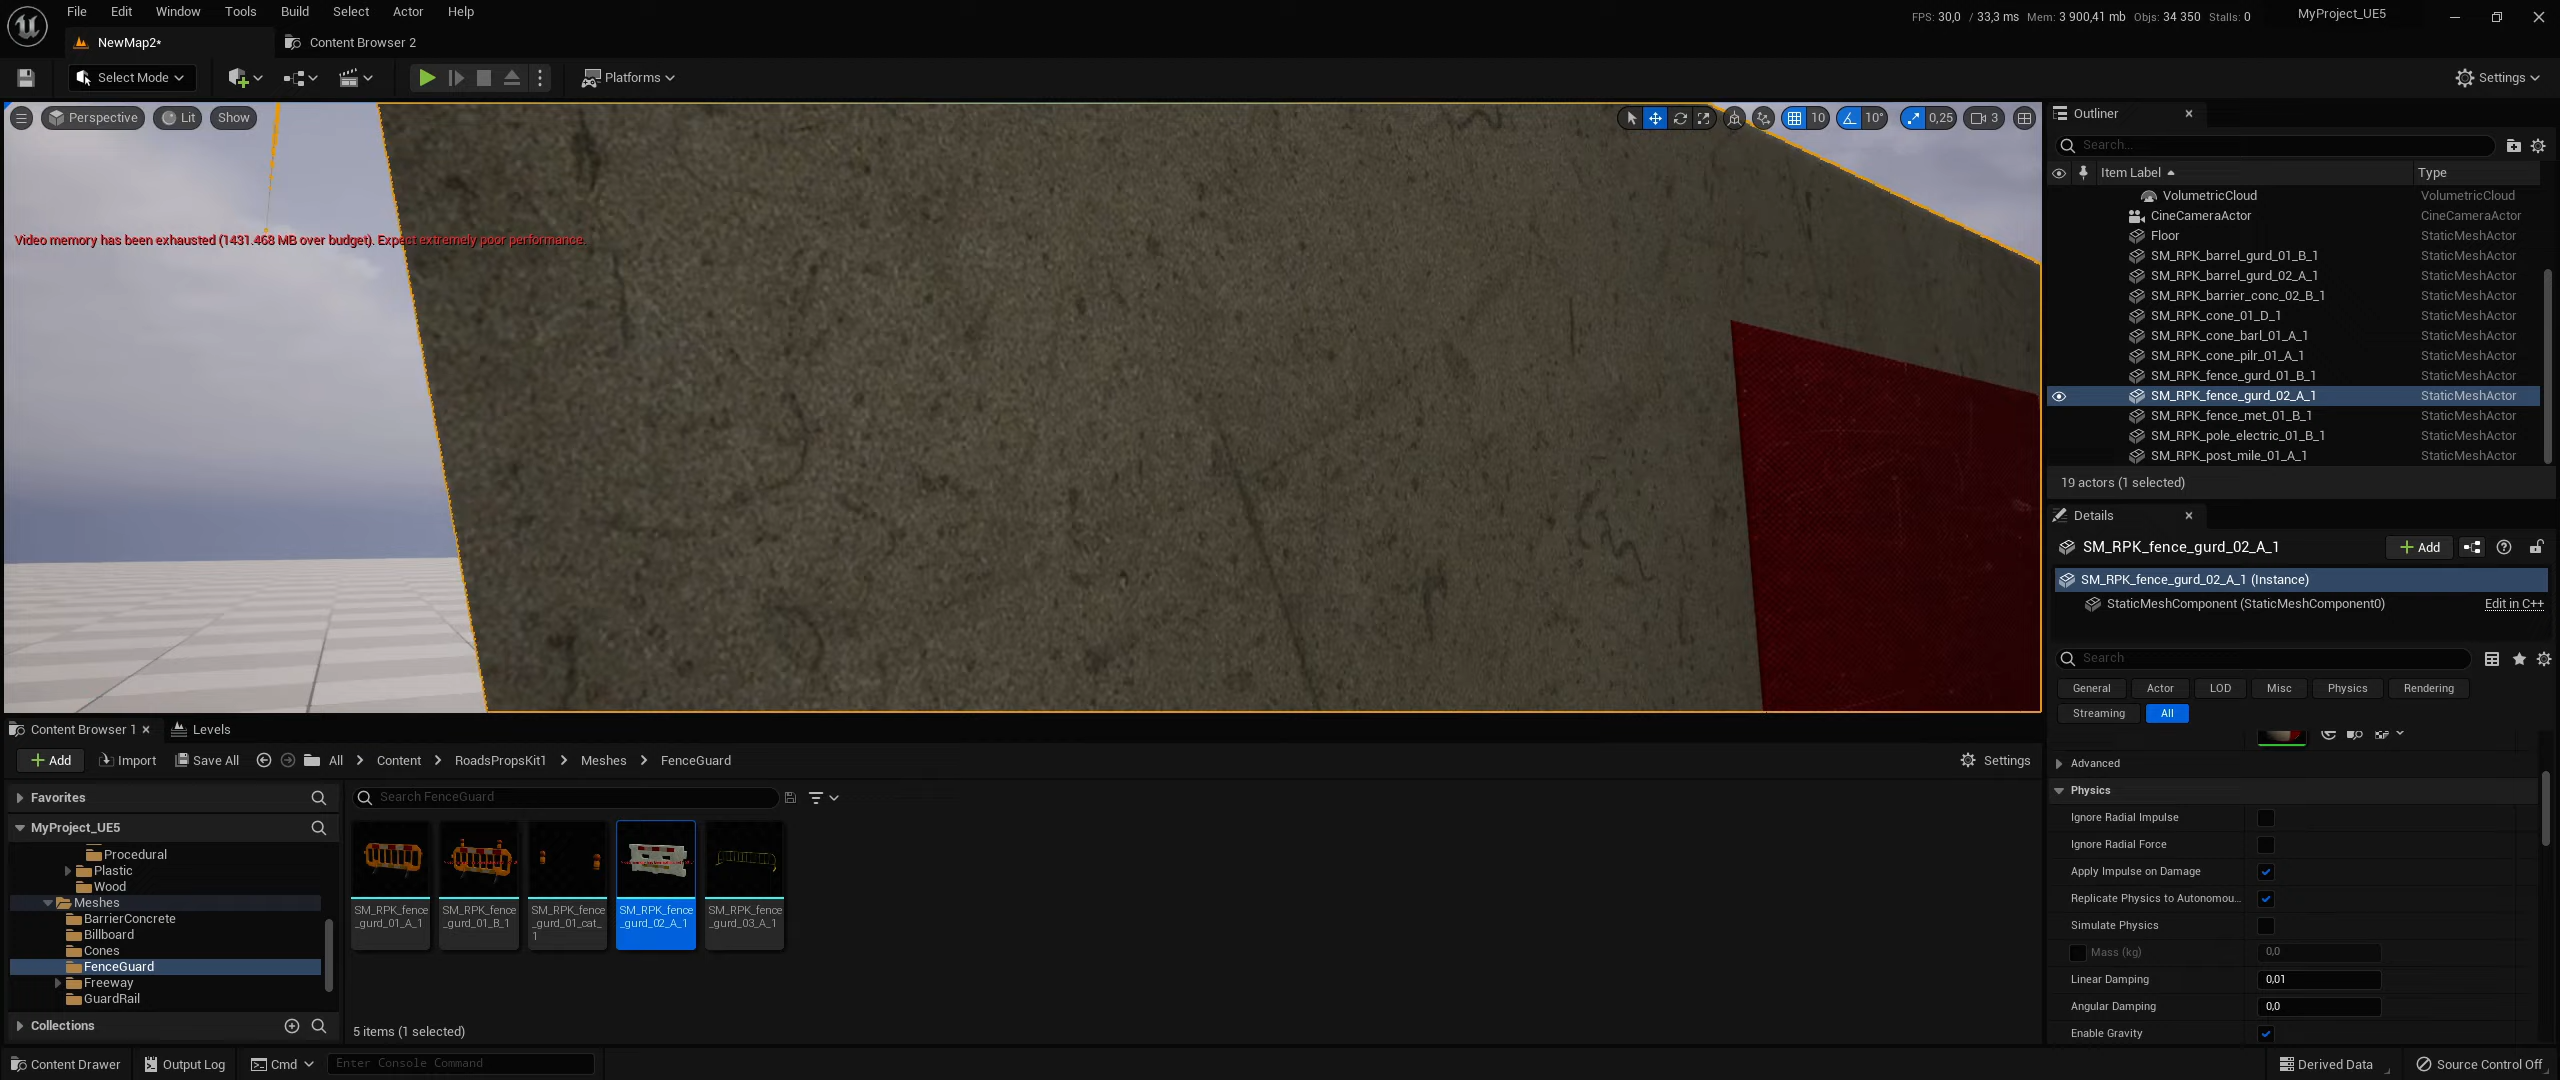 File Edit Window Tools Build Select Actor Help
FPS: 30,0 / 33,3 ms Mem: 3 900,41 mb Objs: 34 350 Stalls: 0
MyProject_UE5
NewMap2*
Content Browser 2
Select Mode
Platforms
Settings
Perspective
Lit
Show
10
10°
0,25
3
Video memory has been exhausted (1431.468 MB over budget). Expect extremely poor performance.
Outliner
Search...
Item Label
Type
VolumetricCloud VolumetricCloud
CineCameraActor CineCameraActor
Floor StaticMeshActor
SM_RPK_barrel_gurd_01_B_1 StaticMeshActor
SM_RPK_barrel_gurd_02_A_1 StaticMeshActor
SM_RPK_barrier_conc_02_B_1 StaticMeshActor
SM_RPK_cone_01_D_1 StaticMeshActor
SM_RPK_cone_barl_01_A_1 StaticMeshActor
SM_RPK_cone_pilr_01_A_1 StaticMeshActor
SM_RPK_fence_gurd_01_B_1 StaticMeshActor
SM_RPK_fence_gurd_02_A_1 StaticMeshActor
SM_RPK_fence_met_01_B_1 StaticMeshActor
SM_RPK_pole_electric_01_B_1 StaticMeshActor
SM_RPK_post_mile_01_A_1 StaticMeshActor
19 actors (1 selected)
Details
SM_RPK_fence_gurd_02_A_1
Add
SM_RPK_fence_gurd_02_A_1 (Instance)
StaticMeshComponent (StaticMeshComponent0)
Edit in C++
Search
General Actor LOD Misc Physics Rendering
Streaming All
Advanced
Physics
Ignore Radial Impulse
Ignore Radial Force
Apply Impulse on Damage
Replicate Physics to Autonomou...
Simulate Physics
Mass (kg) 0,0
Linear Damping 0,01
Angular Damping 0,0
Enable Gravity
Content Browser 1
Levels
Add
Import
Save All
All
Content
RoadsPropsKit1
Meshes
FenceGuard
Settings
Favorites
MyProject_UE5
Procedural
Plastic
Wood
Meshes
BarrierConcrete
Billboard
Cones
FenceGuard
Freeway
GuardRail
Collections
Search FenceGuard
SM_RPK_fence
_gurd_01_A_1
SM_RPK_fence
_gurd_01_B_1
SM_RPK_fence
_gurd_01_cat_
1
SM_RPK_fence
_gurd_02_A_1
SM_RPK_fence
_gurd_03_A_1
5 items (1 selected)
Content Drawer
Output Log
Cmd
Enter Console Command
Derived Data
Source Control Off